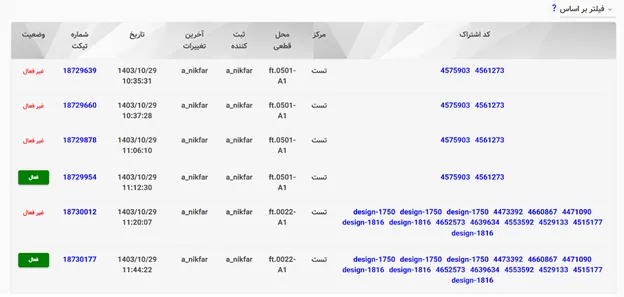 فیلتر بر اساس ?
کد اشتراک مرکز محل قطعی ثبت کننده آخرین تغییرات تاریخ شماره تیکت وضعیت
4575903 4561273 تست ft.0501-A1 a_nikfar a_nikfar 1403/10/29 10:35:31 18729639 غیر فعال
4575903 4561273 تست ft.0501-A1 a_nikfar a_nikfar 1403/10/29 10:37:28 18729660 غیر فعال
4575903 4561273 تست ft.0501-A1 a_nikfar a_nikfar 1403/10/29 11:06:10 18729878 غیر فعال
4575903 4561273 تست ft.0501-A1 a_nikfar a_nikfar 1403/10/29 11:12:30 18729954 فعال
design-1750 design-1750 design-1750 4473392 4660867 4471090
design-1816 design-1816 4652573 4639634 4553592 4529133 4515177
design-1816 تست ft.0022-A1 a_nikfar a_nikfar 1403/10/29 11:20:07 18730012 غیر فعال
design-1750 design-1750 design-1750 4473392 4660867 4471090
design-1816 design-1816 4652573 4639634 4553592 4529133 4515177
design-1816 تست ft.0022-A1 a_nikfar a_nikfar 1403/10/29 11:44:22 18730177 فعال